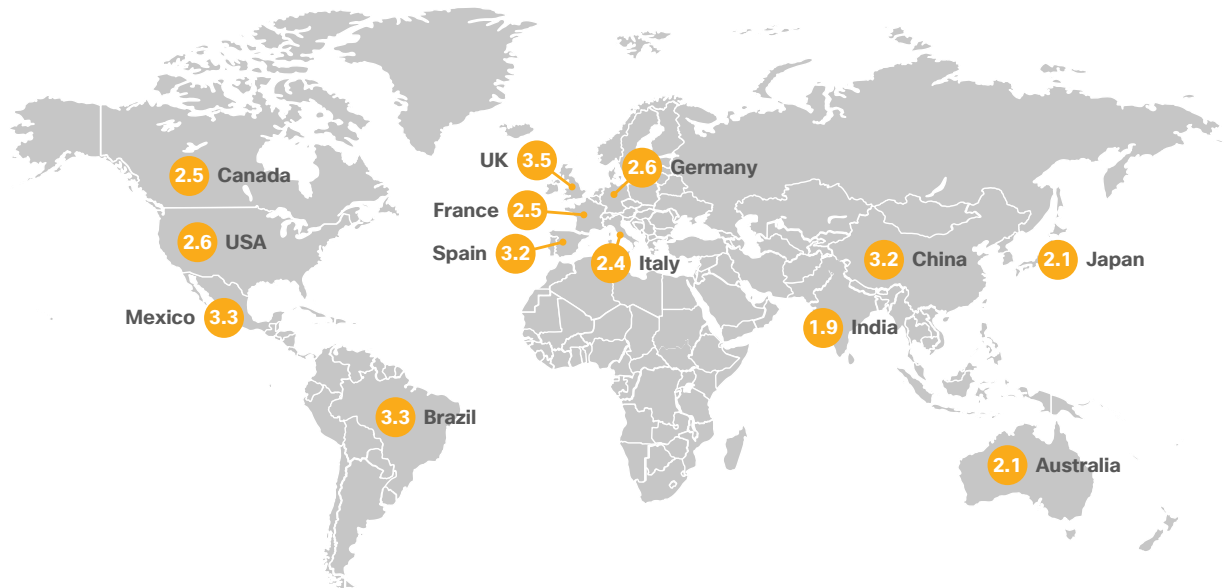 UK 3.5
2.6 Germany
2.5 Canada
France 2.5
2.6 USA
Spain 3.2
2.4 Italy
3.2 China
2.1 Japan
Mexico 3.3
1.9 India
3.3 Brazil
2.1 Australia